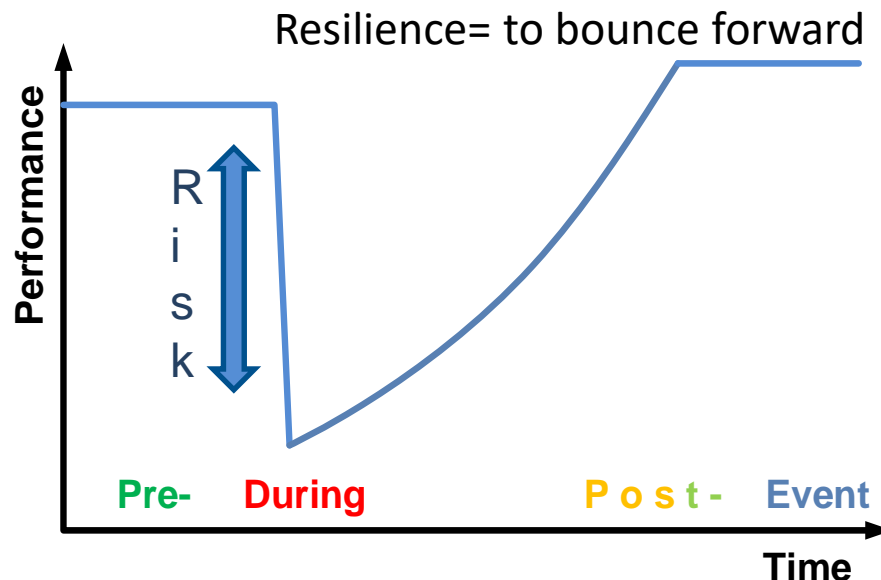 Resilience= to bounce forward
Performance
R
i
s
k
Pre- During P o s t - Event
Time